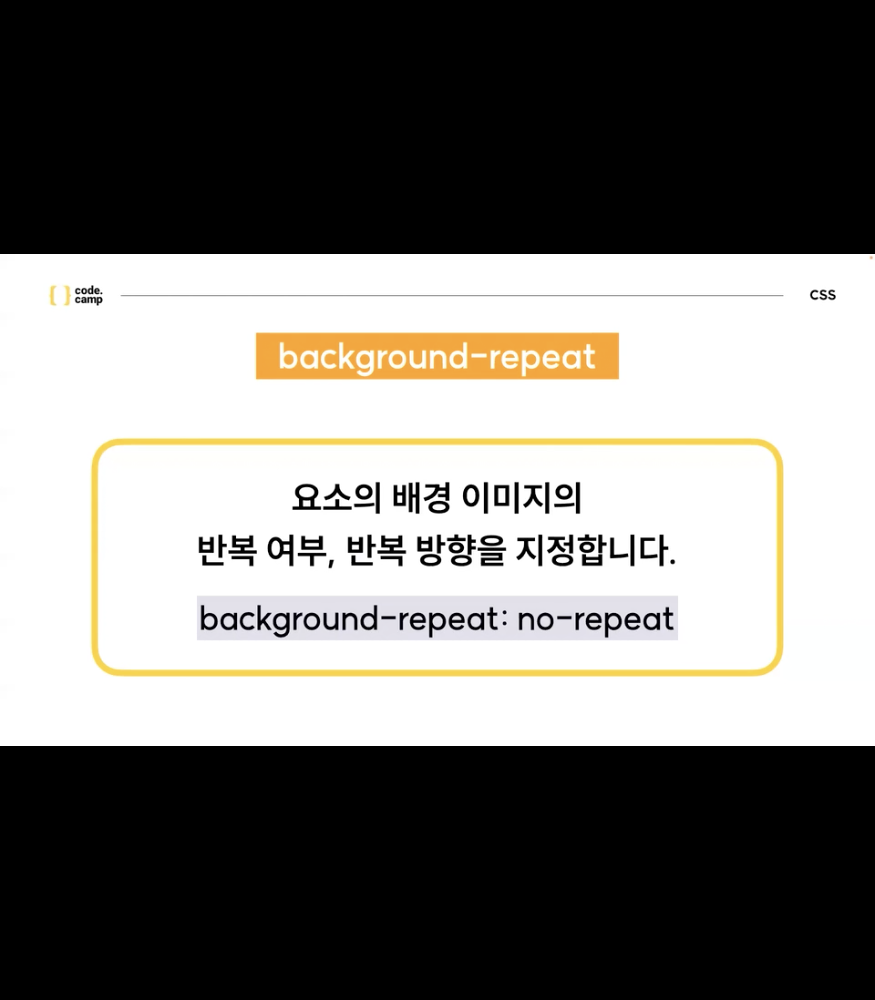 code.
camp
CSS
background-repeat
요소의 배경 이미지의
반복 여부, 반복 방향을 지정합니다.
background-repeat: no-repeat